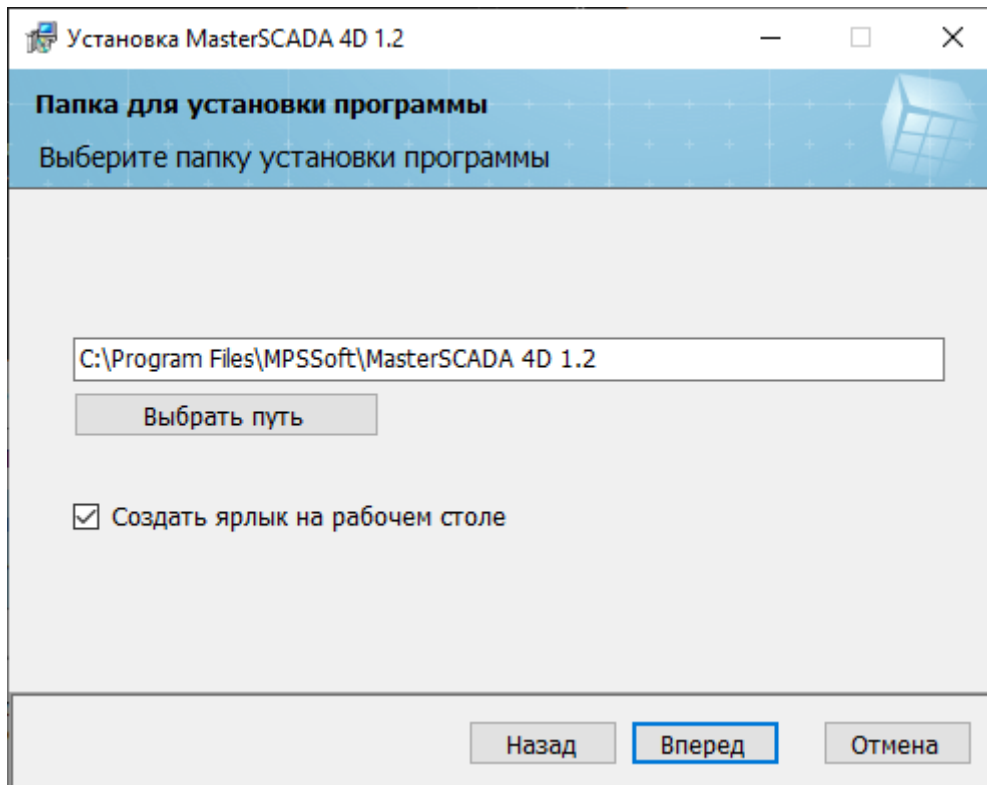 Установка MasterSCADA 4D 1.2
Папка для установки программы
Выберите папку установки программы
C:\Program Files\MPSSoft\MasterSCADA 4D 1.2
Выбрать путь
Создать ярлык на рабочем столе
Назад Вперед Отмена